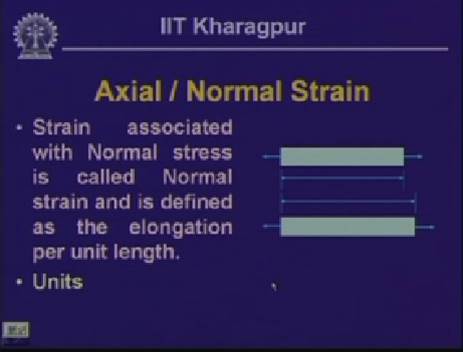 IIT Kharagpur
Axial / Normal Strain
• Strain associated
with Normal stress
is called Normal
strain and is defined
as the elongation
per unit length.
• Units